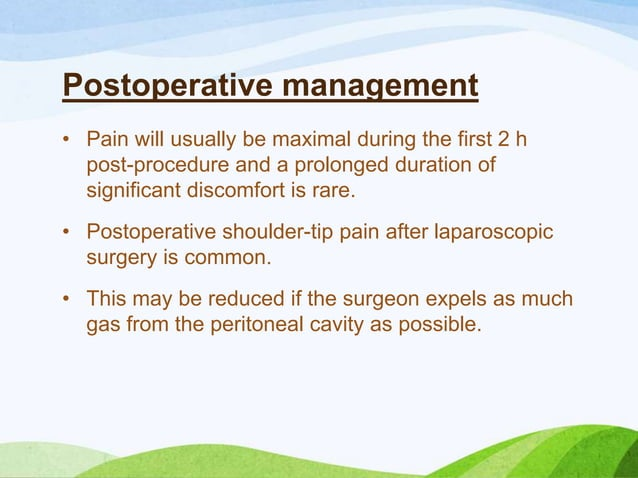 Postoperative management
• Pain will usually be maximal during the first 2 h
post-procedure and a prolonged duration of
significant discomfort is rare.
• Postoperative shoulder-tip pain after laparoscopic
surgery is common.
• This may be reduced if the surgeon expels as much
gas from the peritoneal cavity as possible.